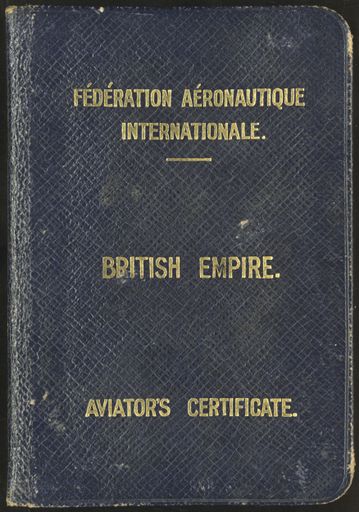 FÉDÉRATION AÉRONAUTIQUE
INTERNATIONALE.
BRITISH EMPIRE.
AVIATOR'S CERTIFICATE.